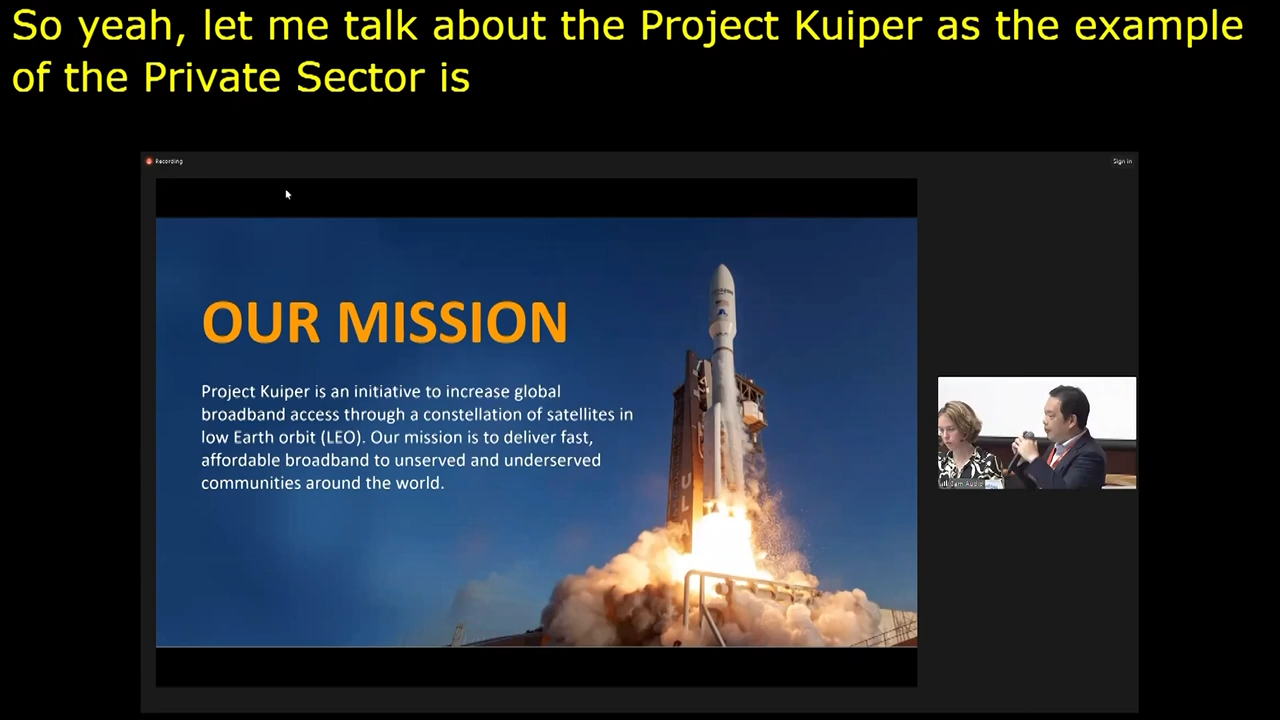 So yeah, let me talk about the Project Kuiper as the example
of the Private Sector is
Recording
Sign in
OUR MISSION
Project Kuiper is an initiative to increase global
broadband access through a constellation of satellites in
low Earth orbit (LEO). Our mission is to deliver fast,
affordable broadband to unserved and underserved
communities around the world.